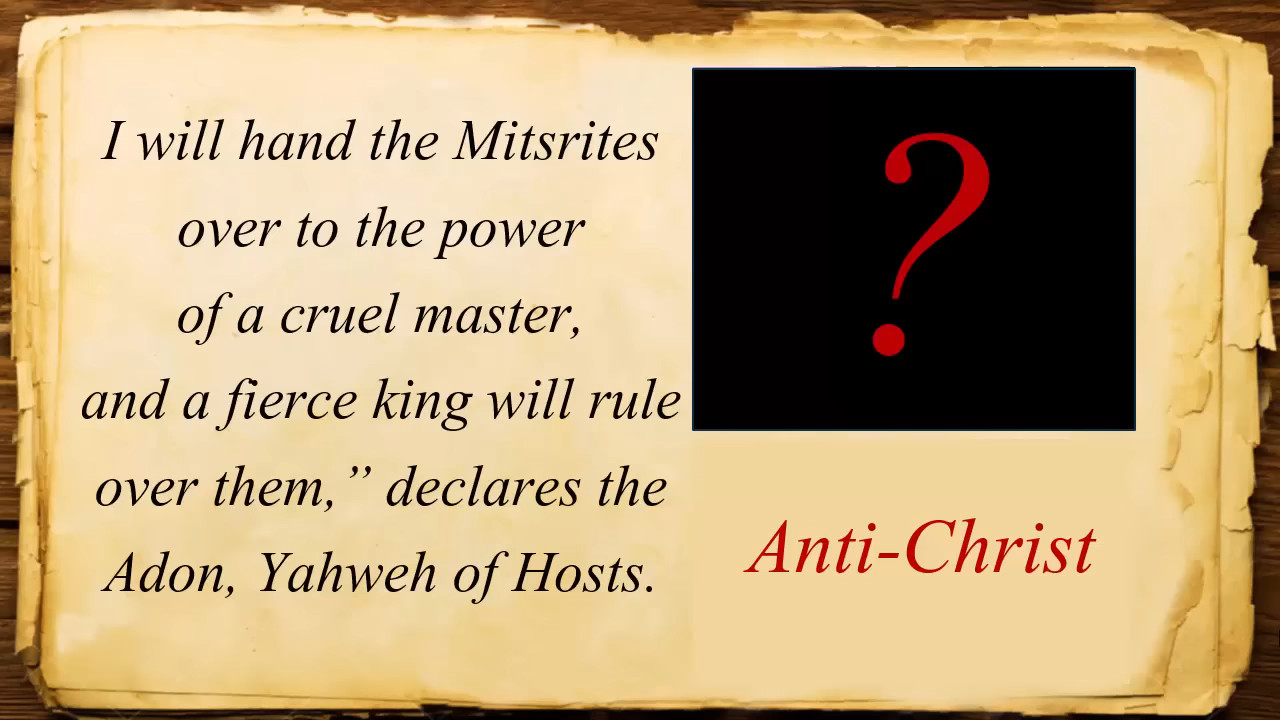 I will hand the Mitsrites
over to the power
of a cruel master,
and a fierce king will rule
over them,” declares the
Adon, Yahweh of Hosts.
?
Anti-Christ